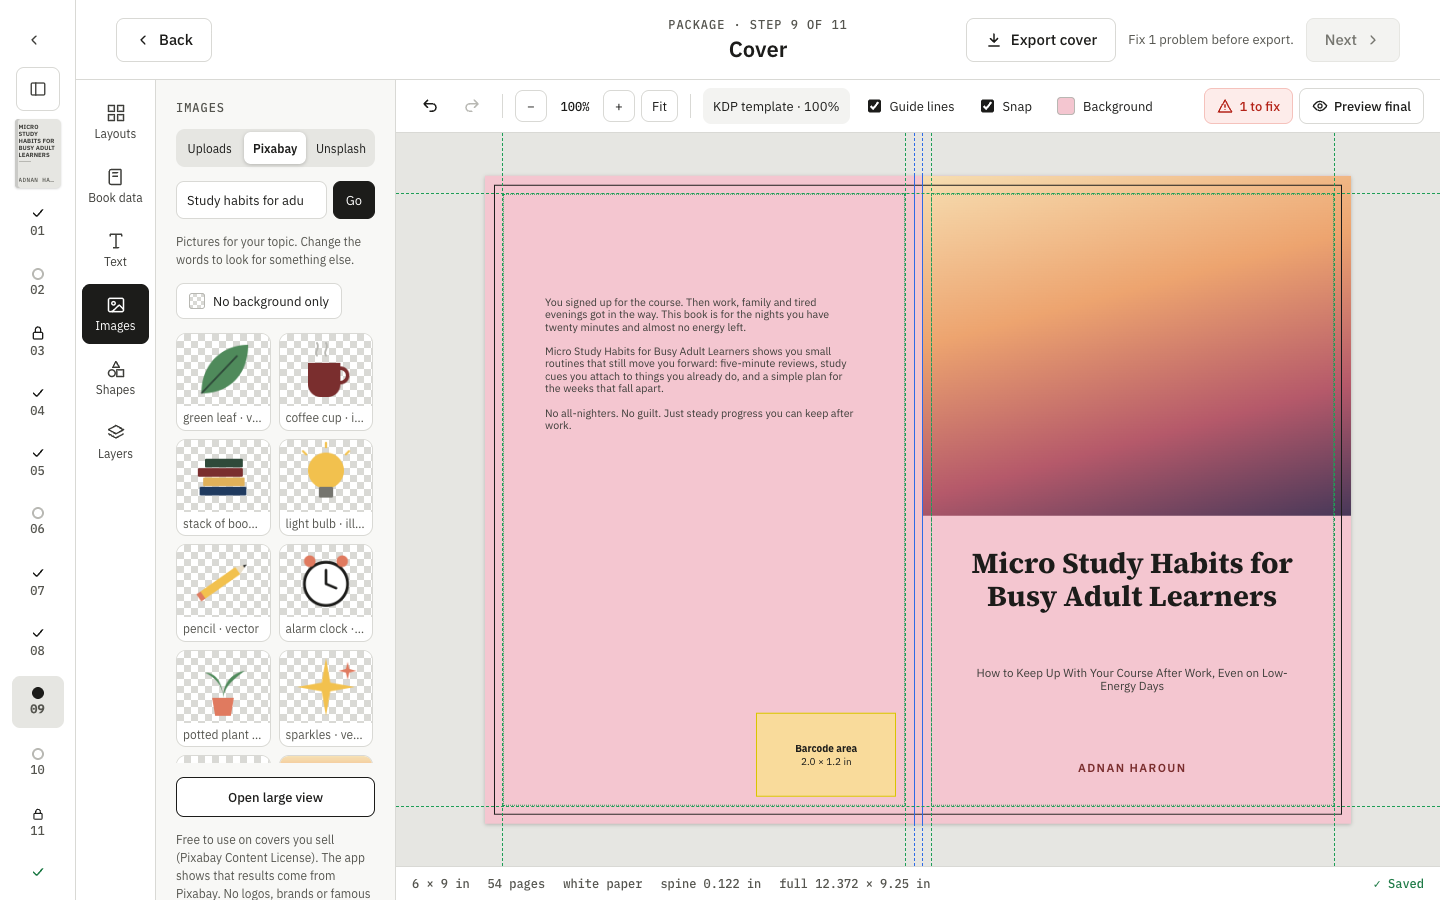 PACKAGE · STEP 9 OF 11
Back
Cover
Export cover
Fix 1 problem before export.
Next
MICRO
STUDY
HABITS FOR
BUSY ADULT
LEARNERS
ADNAN HA…
01
02
03
04
05
06
07
08
09
10
11
Layouts
Book data
Text
Images
Shapes
Layers
IMAGES
Uploads
Pixabay
Unsplash
Study habits for adu
Go
Pictures for your topic. Change the
words to look for something else.
No background only
green leaf · v…
coffee cup · i…
stack of boo…
light bulb · ill…
pencil · vector
alarm clock ·…
potted plant …
sparkles · ve…
Open large view
Free to use on covers you sell
(Pixabay Content License). The app
shows that results come from
Pixabay. No logos, brands or famous
100%
Fit
KDP template · 100%
Guide lines
Snap
Background
1 to fix
Preview final
You signed up for the course. Then work, family and tired
evenings got in the way. This book is for the nights you have
twenty minutes and almost no energy left.
Micro Study Habits for Busy Adult Learners shows you small
routines that still move you forward: five-minute reviews, study
cues you attach to things you already do, and a simple plan for
the weeks that fall apart.
No all-nighters. No guilt. Just steady progress you can keep after
work.
Barcode area
2.0 × 1.2 in
Micro Study Habits for
Busy Adult Learners
How to Keep Up With Your Course After Work, Even on Low-
Energy Days
ADNAN HAROUN
6 × 9 in
54 pages
white paper
spine 0.122 in
full 12.372 × 9.25 in
✓ Saved